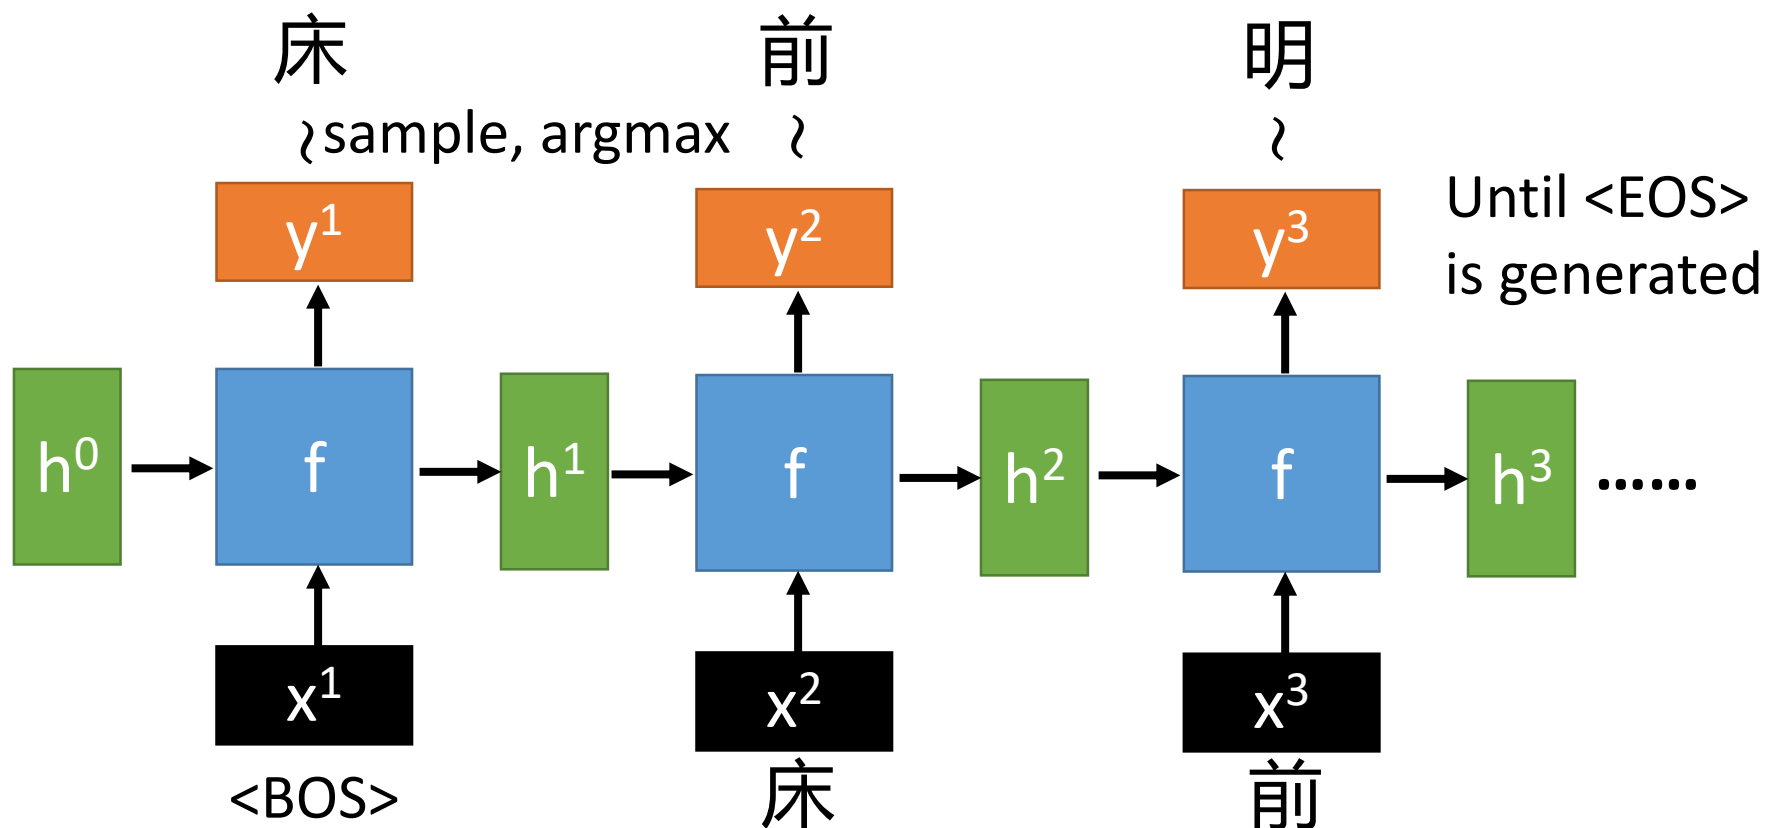 床 前 明
~ sample, argmax ~ ~
y¹ y² y³
Until <EOS>
is generated
h⁰ f h¹ f h² f h³ ……
x¹ x² x³
<BOS> 床 前